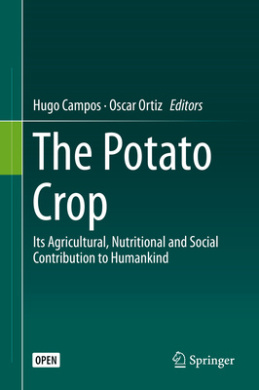 Hugo Campos · Oscar Ortiz Editors
The Potato
Crop
Its Agricultural, Nutritional and Social
Contribution to Humankind
OPEN
Springer